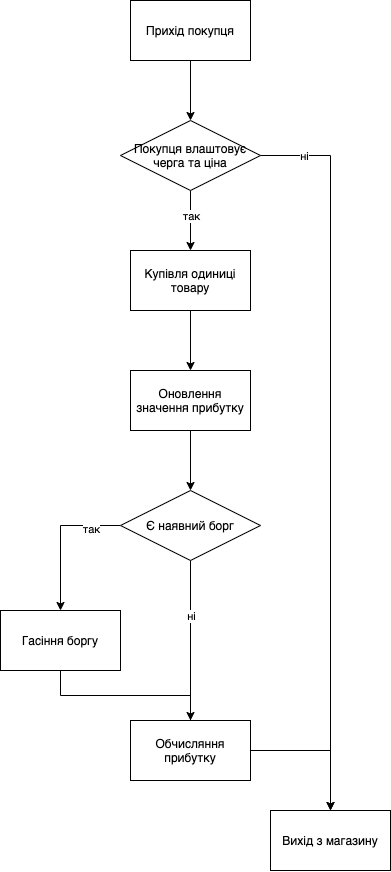 Прихід покупця
Покупця влаштовує
черга та ціна
ні
так
Купівля одиниці
товару
Оновлення
значення прибутку
Є наявний борг
так
ні
Гасіння боргу
Обчисляння
прибутку
Вихід з магазину